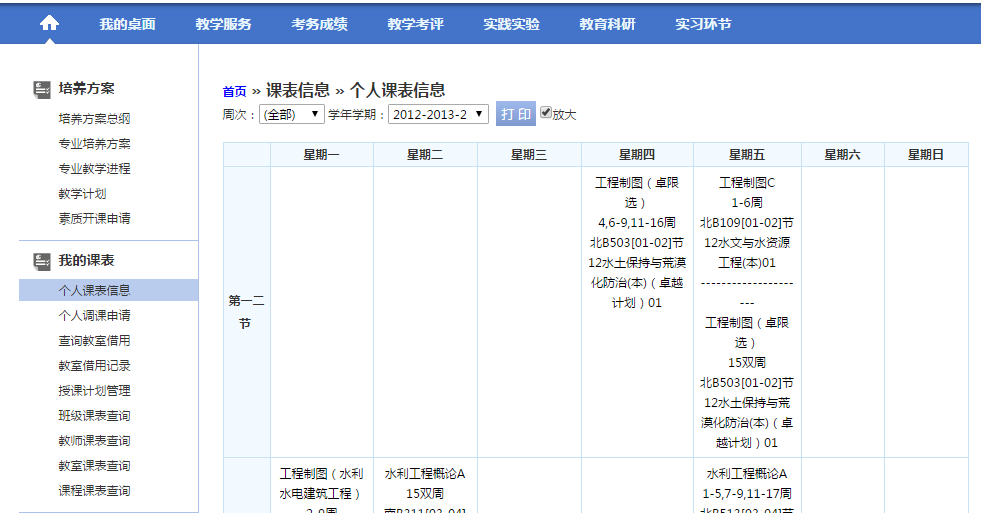 我的桌面 教学服务 考务成绩 教学考评 实践实验 教育科研 实习环节
培养方案
培养方案总纲
专业培养方案
专业教学进程
教学计划
素质开课申请
我的课表
个人课表信息
个人调课申请
查询教室借用
教室借用记录
授课计划管理
班级课表查询
教师课表查询
教室课表查询
课程课表查询
首页 » 课表信息 » 个人课表信息
周次：(全部) 学年学期：2012-2013-2 打 印 放大
星期一 星期二 星期三 星期四 星期五 星期六 星期日
第一二
节
工程制图（卓限
选）
4,6-9,11-16周
北B503[01-02]节
12水土保持与荒漠
化防治(本)（卓越
计划）01
工程制图C
1-6周
北B109[01-02]节
12水文与水资源
工程(本)01
------------------
---
工程制图（卓限
选）
15双周
北B503[01-02]节
12水土保持与荒
漠化防治(本)（卓
越计划）01
工程制图（水利
水电建筑工程）
水利工程概论A
15双周
水利工程概论A
1-5,7-9,11-17周